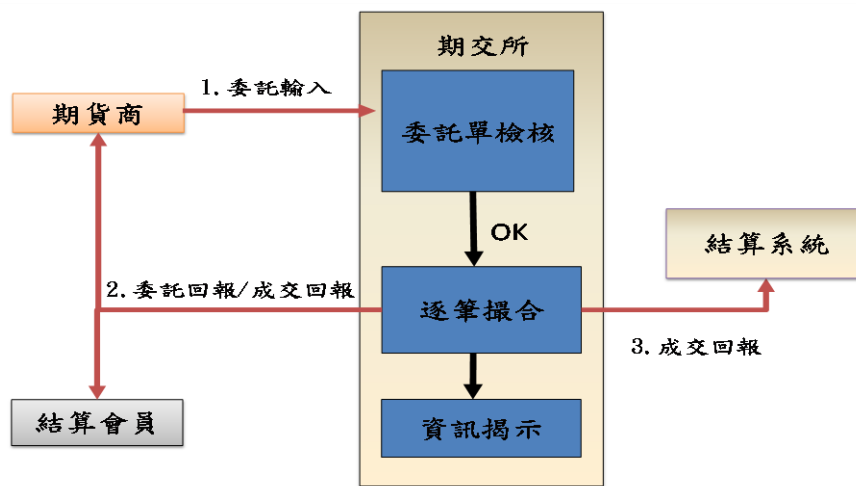 期交所
1.委託輸入
期貨商
委託單檢核
OK
結算系統
2.委託回報/成交回報
逐筆撮合
3.成交回報
結算會員
資訊揭示